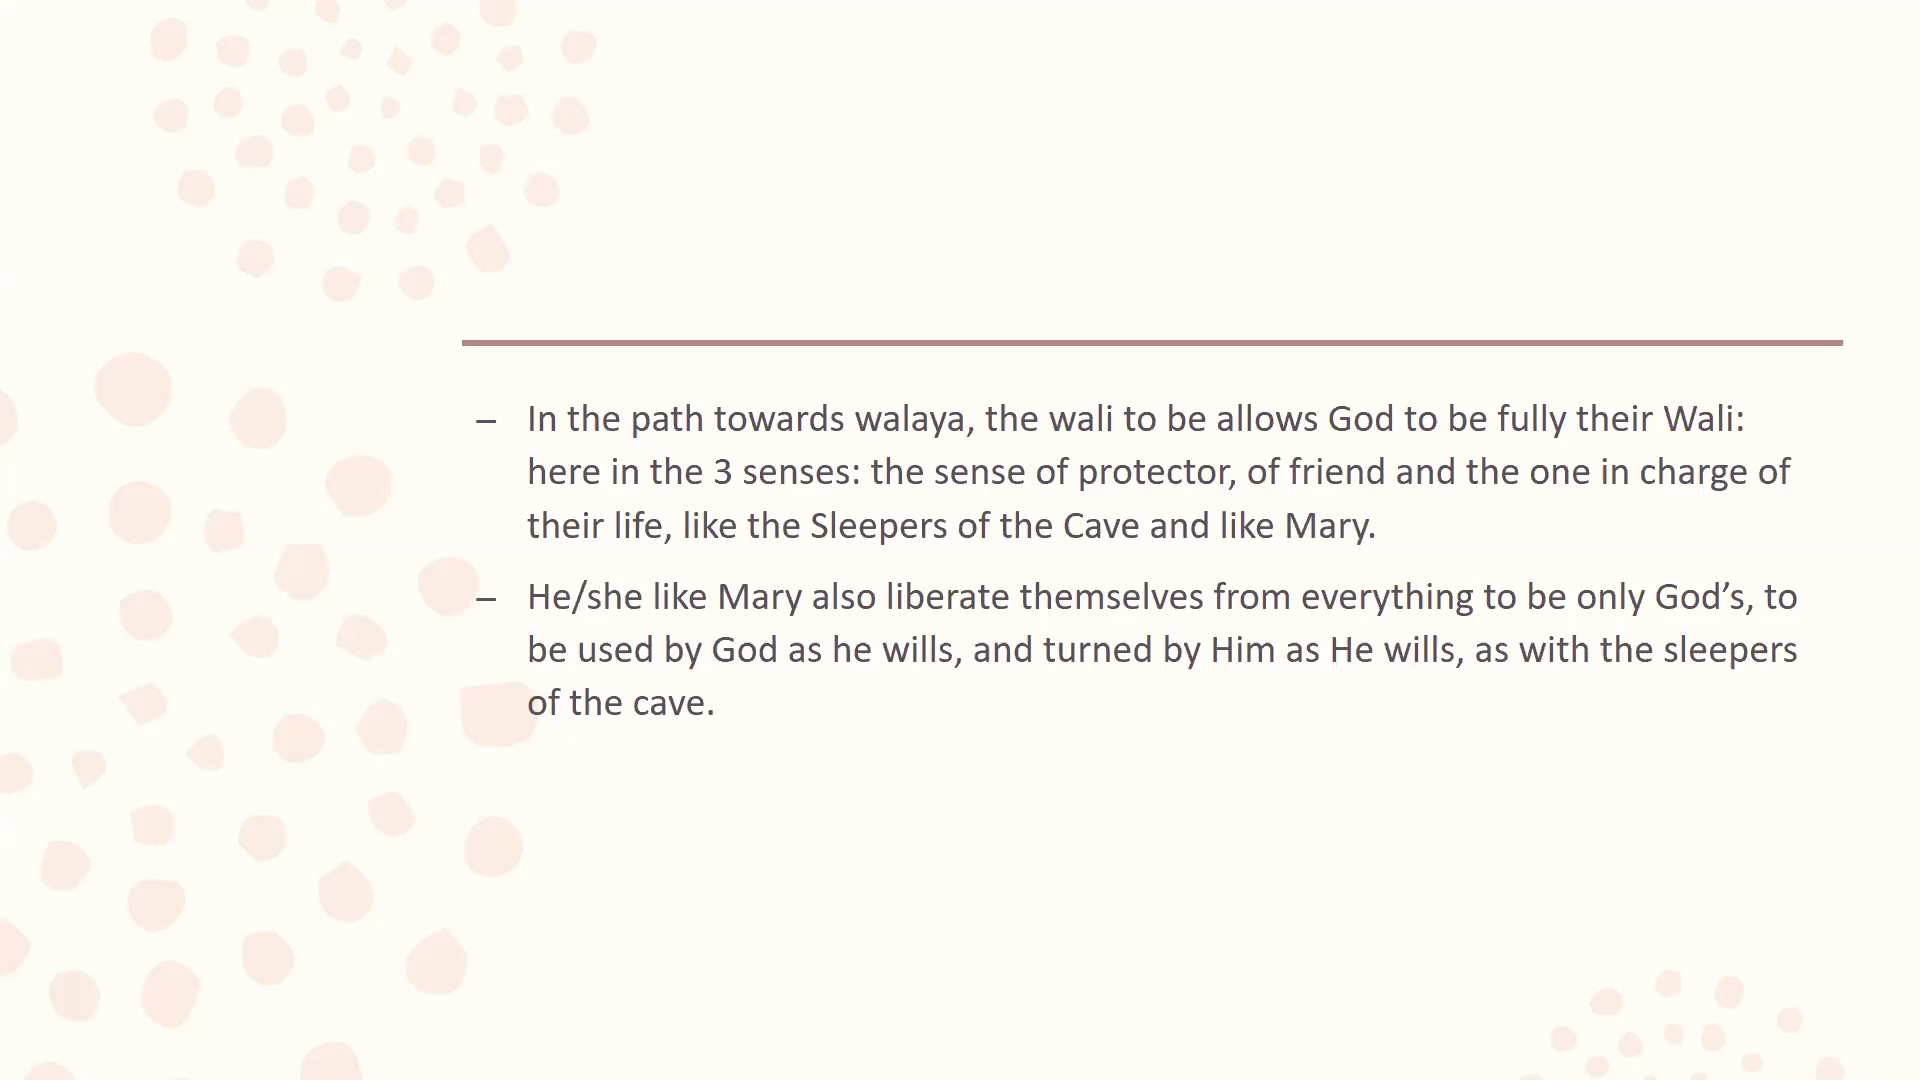 – In the path towards walaya, the wali to be allows God to be fully their Wali:
here in the 3 senses: the sense of protector, of friend and the one in charge of
their life, like the Sleepers of the Cave and like Mary.
– He/she like Mary also liberate themselves from everything to be only God’s, to
be used by God as he wills, and turned by Him as He wills, as with the sleepers
of the cave.